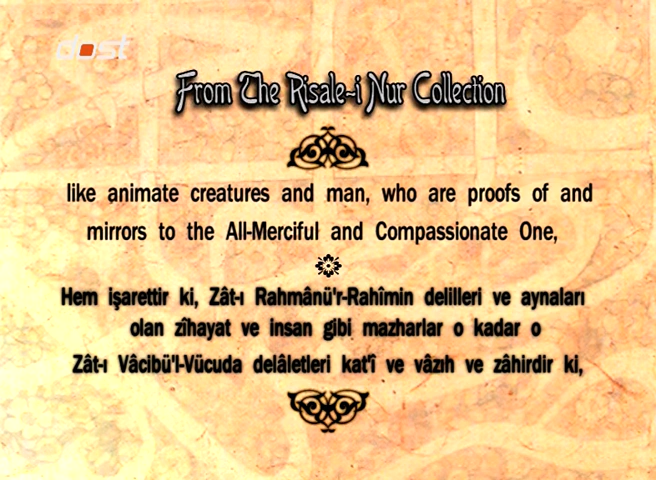 dost
From The Risale-i Nur Collection
like animate creatures and man, who are proofs of and
mirrors to the All-Merciful and Compassionate One,
Hem işarettir ki, Zât-ı Rahmânü'r-Rahîmin delilleri ve aynaları
olan zîhayat ve insan gibi mazharlar o kadar o
Zât-ı Vâcibü'l-Vücuda delâletleri kat'î ve vâzıh ve zâhirdir ki,